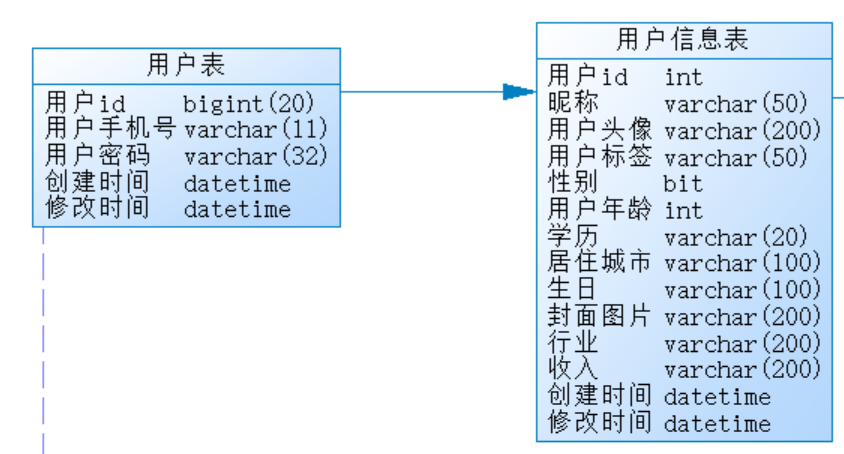 用户表
用户id bigint(20)
用户手机号 varchar(11)
用户密码 varchar(32)
创建时间 datetime
修改时间 datetime
用户信息表
用户id int
昵称 varchar(50)
用户头像 varchar(200)
用户标签 varchar(50)
性别 bit
用户年龄 int
学历 varchar(20)
居住城市 varchar(100)
生日 varchar(100)
封面图片 varchar(200)
行业 varchar(200)
收入 varchar(200)
创建时间 datetime
修改时间 datetime